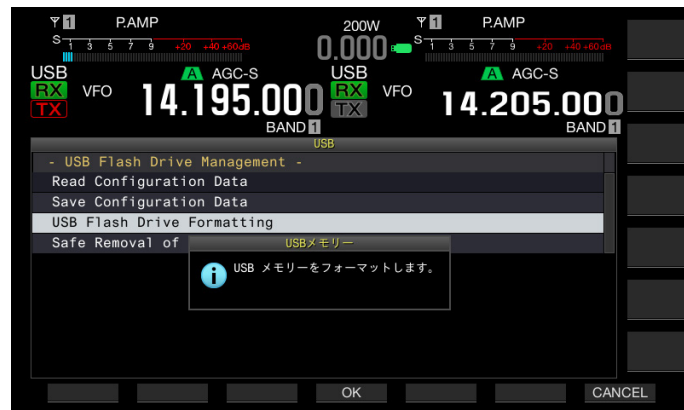 1 P.AMP 200W 1 P.AMP
S 1 3 5 7 9 +20 +40 +60dB 0.000 S 1 3 5 7 9 +20 +40 +60dB
USB A AGC-S USB A AGC-S
RX VFO 14.195.000 RX VFO 14.205.000
TX TX
BAND 1 BAND 1
USB
- USB Flash Drive Management -
Read Configuration Data
Save Configuration Data
USB Flash Drive Formatting
Safe Removal of
USBメモリー
i USB メモリーをフォーマットします。
OK CANCEL